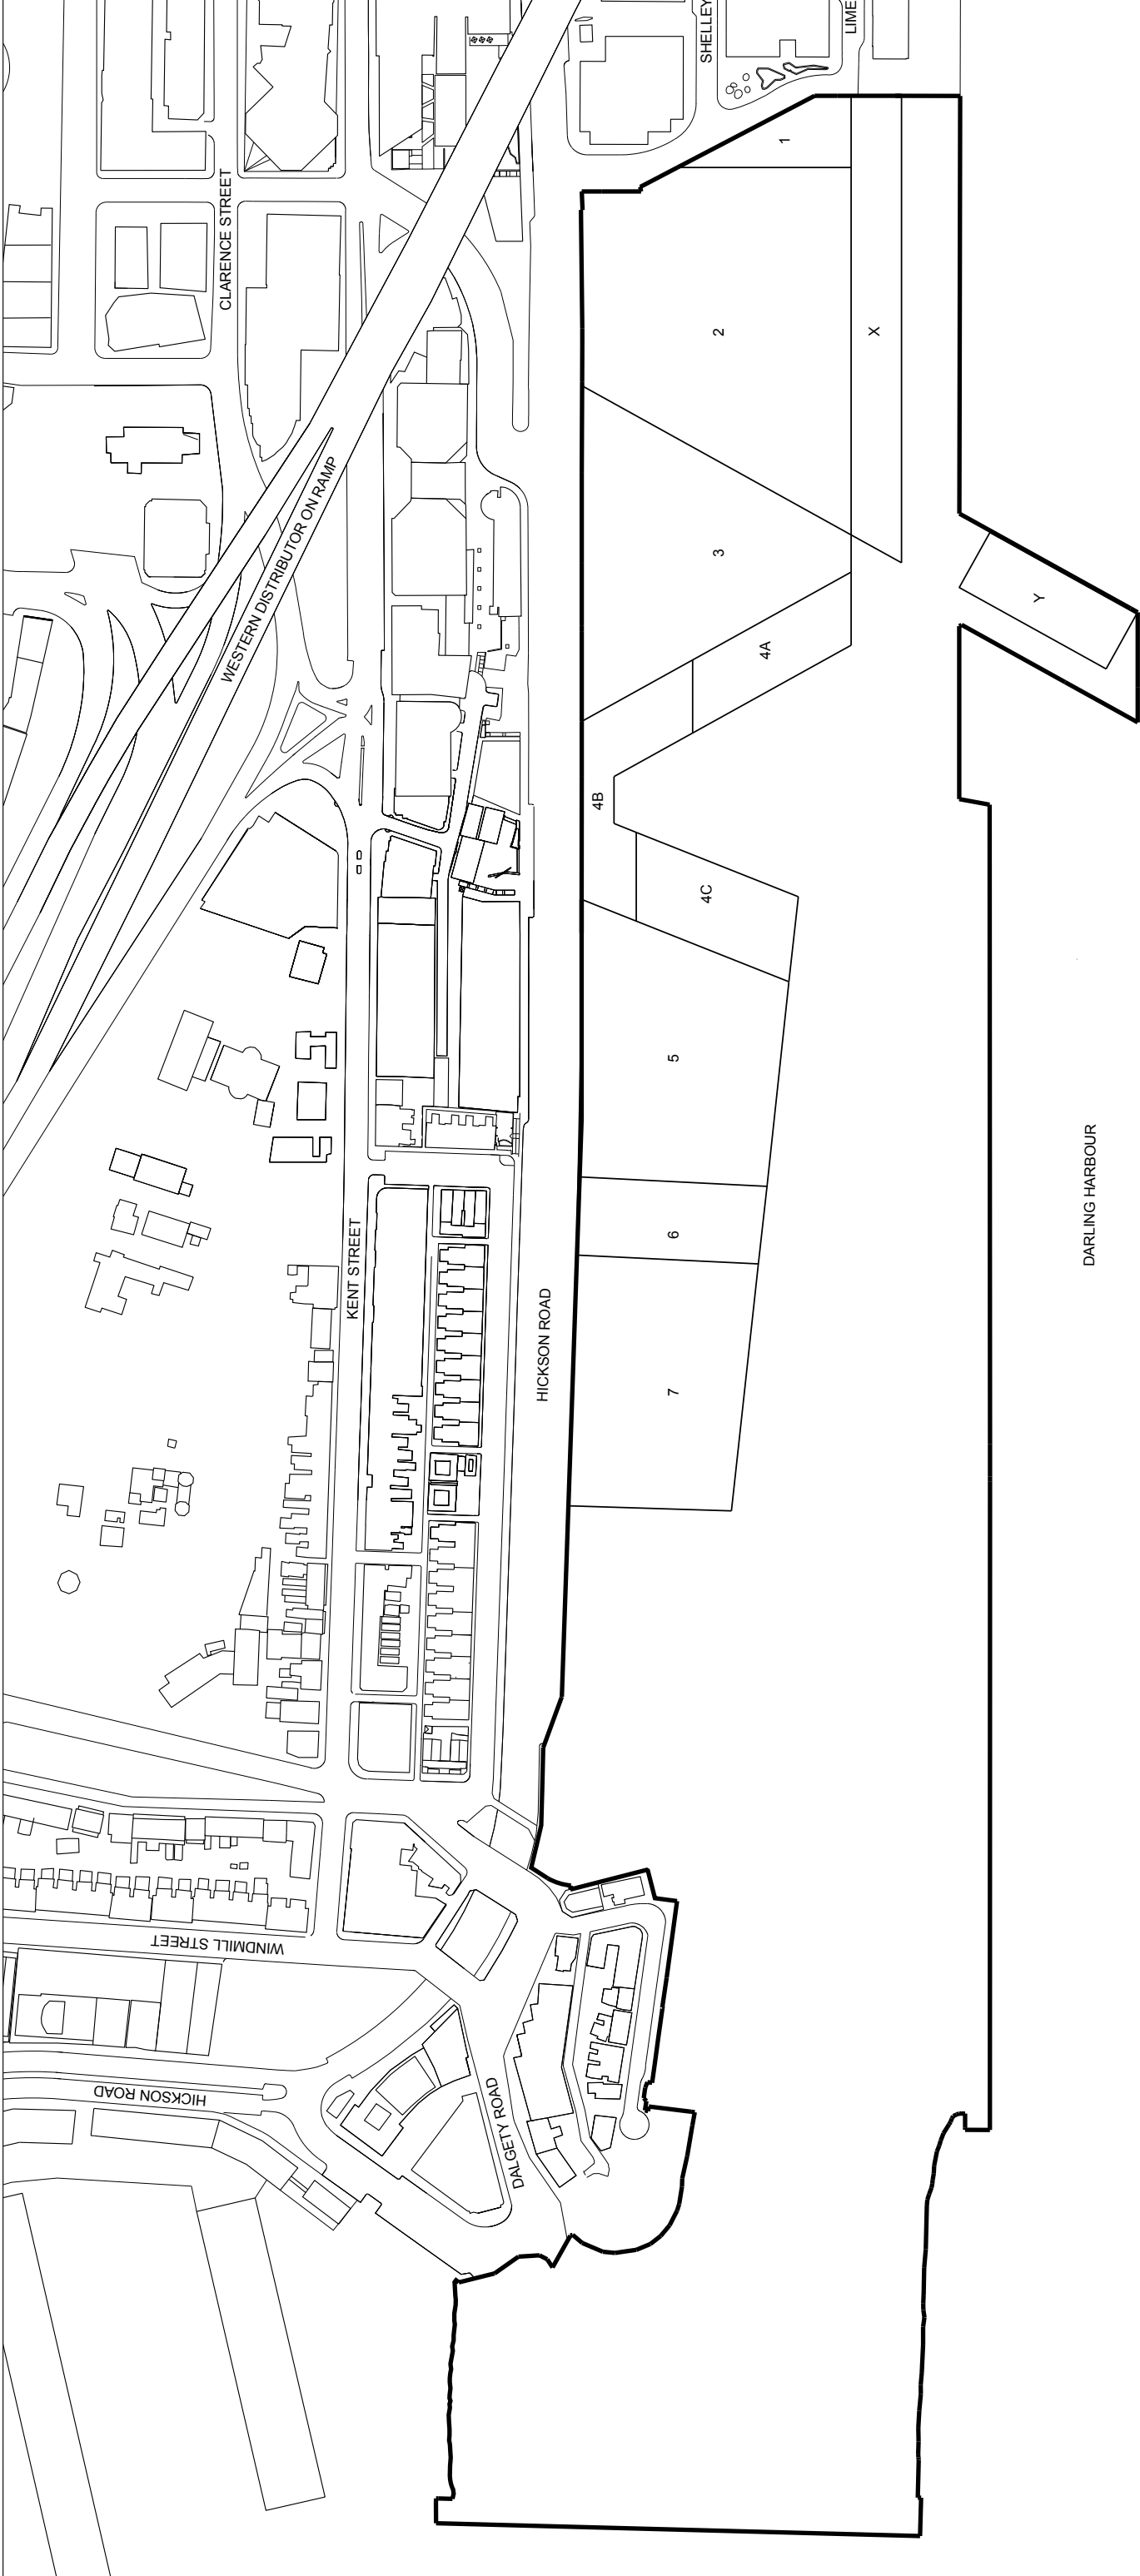 SHELLEY
LIME
1
CLARENCE STREET
2
X
WESTERN DISTRIBUTOR ON RAMP
3
Y
4A
4B
4C
5
DARLING HARBOUR
6
KENT STREET
HICKSON ROAD
7
WINDMILL STREET
HICKSON ROAD
DALGETY ROAD